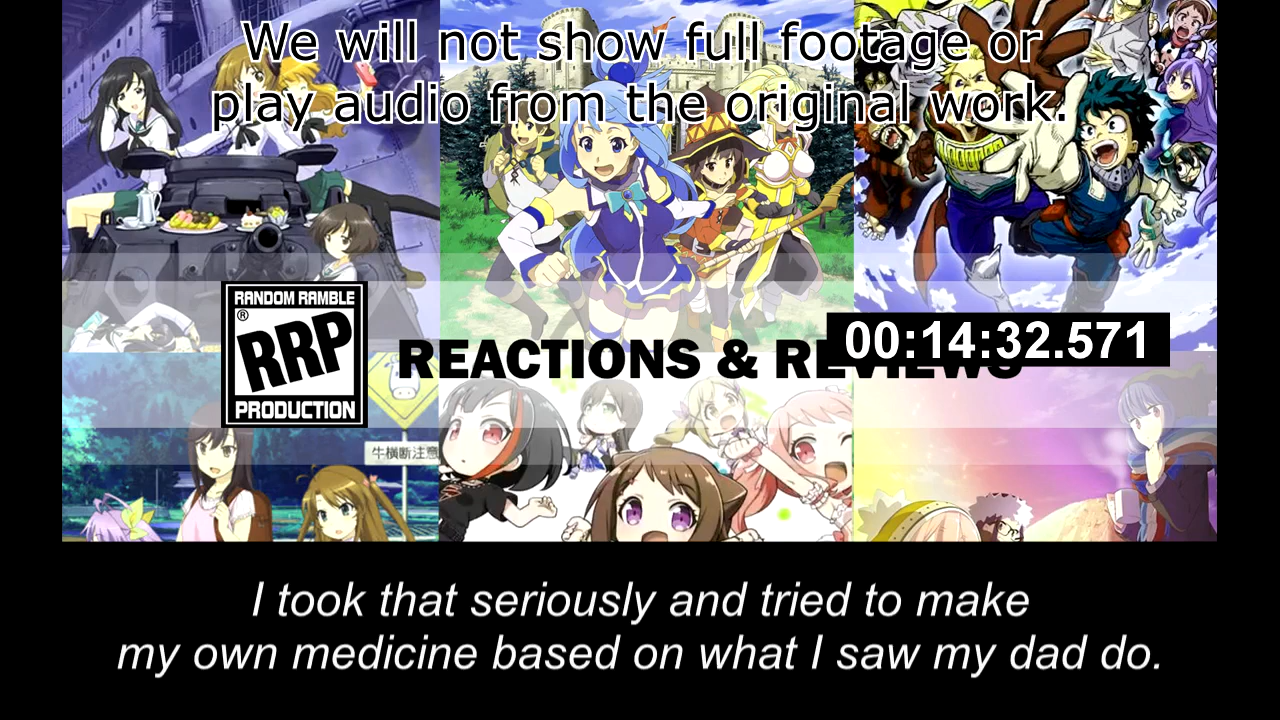 We will not show full footage or
play audio from the original work.
RANDOM RAMBLE
®
RRP
PRODUCTION
REACTIONS & REVIEWS
00:14:32.571
牛横断注意
I took that seriously and tried to make
my own medicine based on what I saw my dad do.